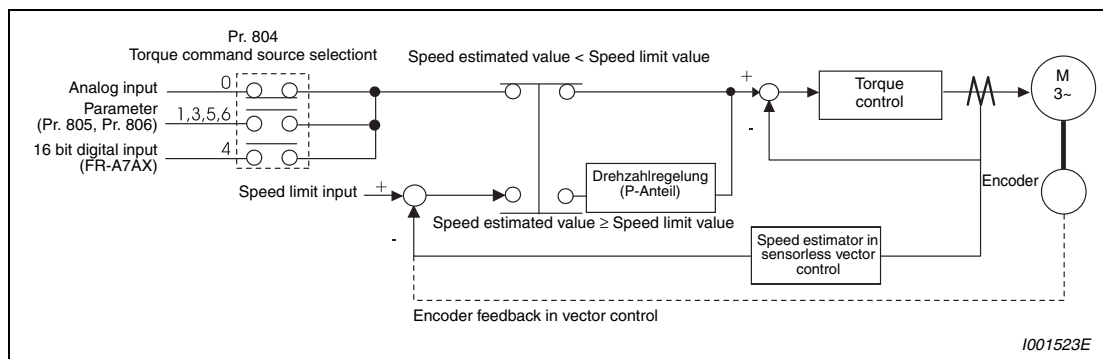 Pr. 804
Torque command source selectiont
Speed estimated value < Speed limit value
Analog input
0
Parameter
(Pr. 805, Pr. 806)
1,3,5,6
16 bit digital input
(FR-A7AX)
4
+
-
Torque
control
M
3~
Encoder
Speed limit input
+
-
Drehzahlregelung
(P-Anteil)
Speed estimated value ≥ Speed limit value
Speed estimator in
sensorless vector
control
Encoder feedback in vector control
I001523E